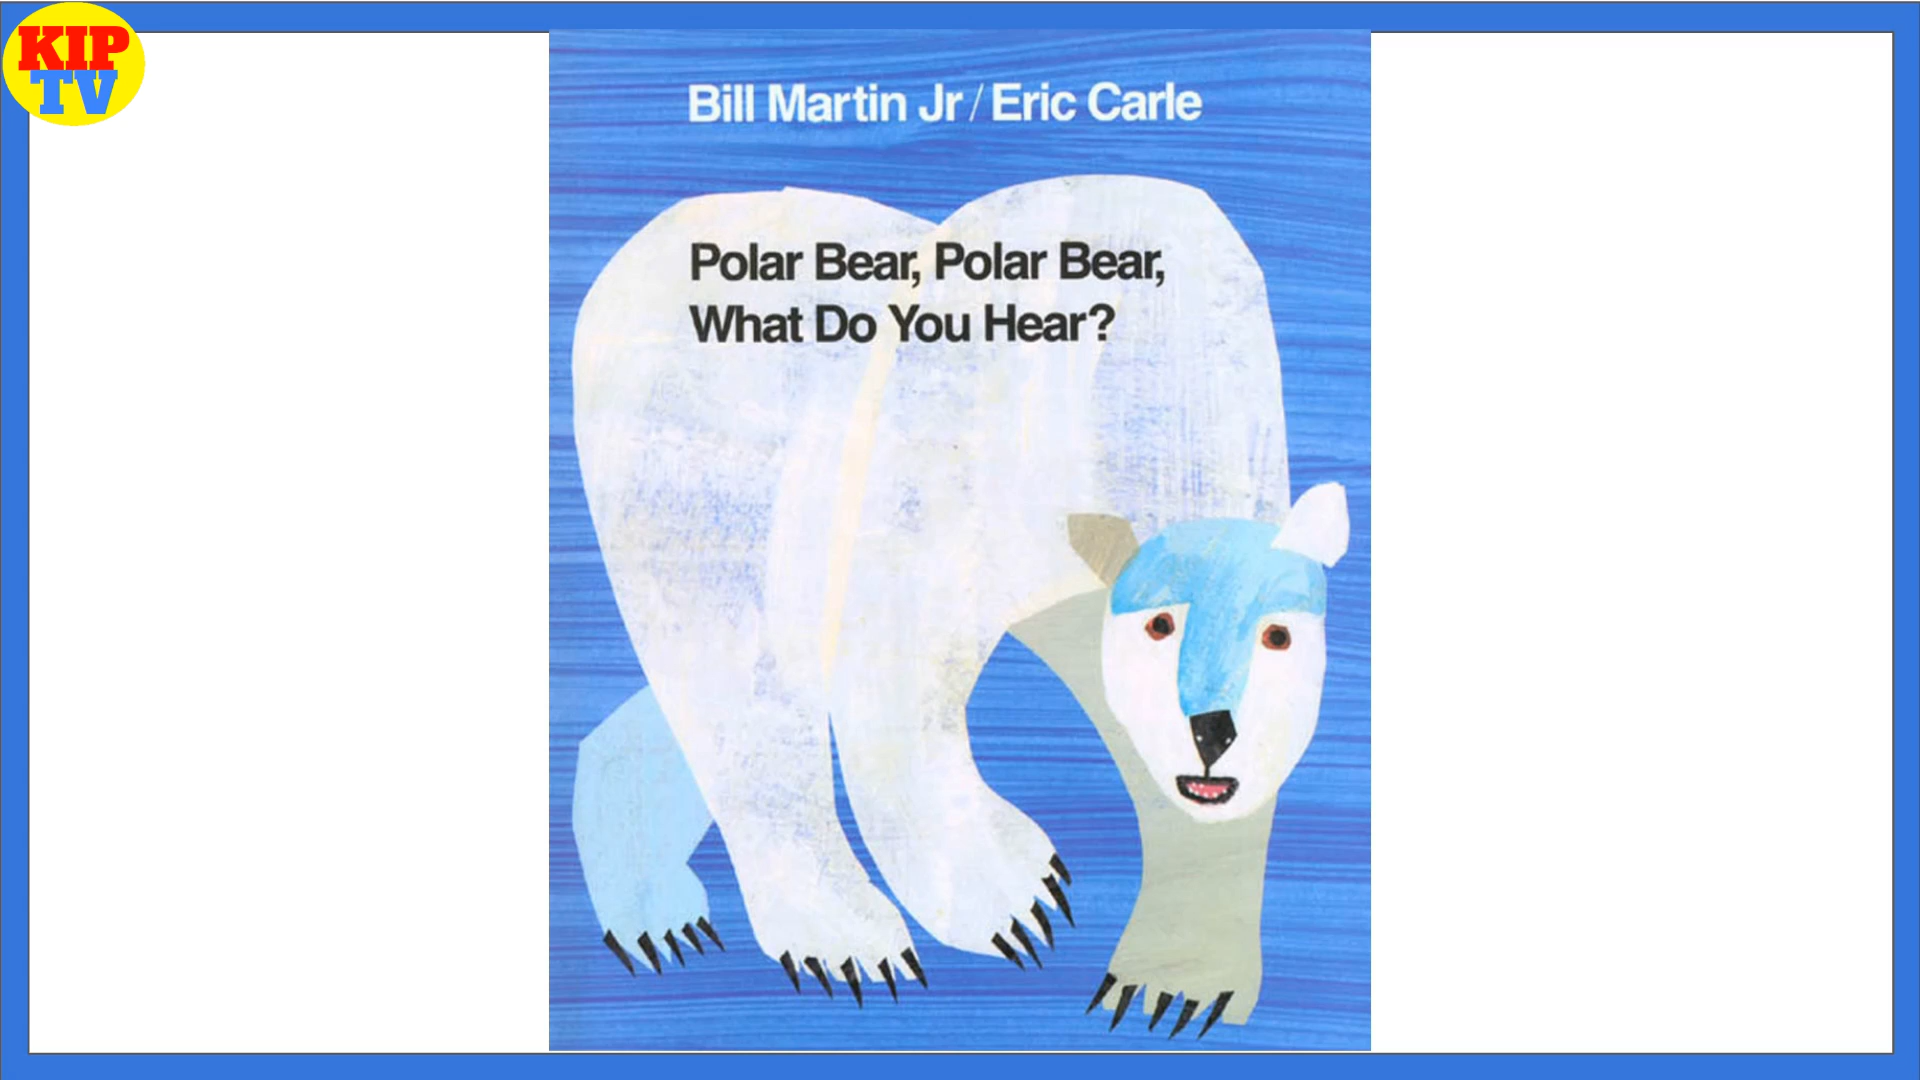 KIP
TV
Bill Martin Jr / Eric Carle
Polar Bear, Polar Bear,
What Do You Hear?